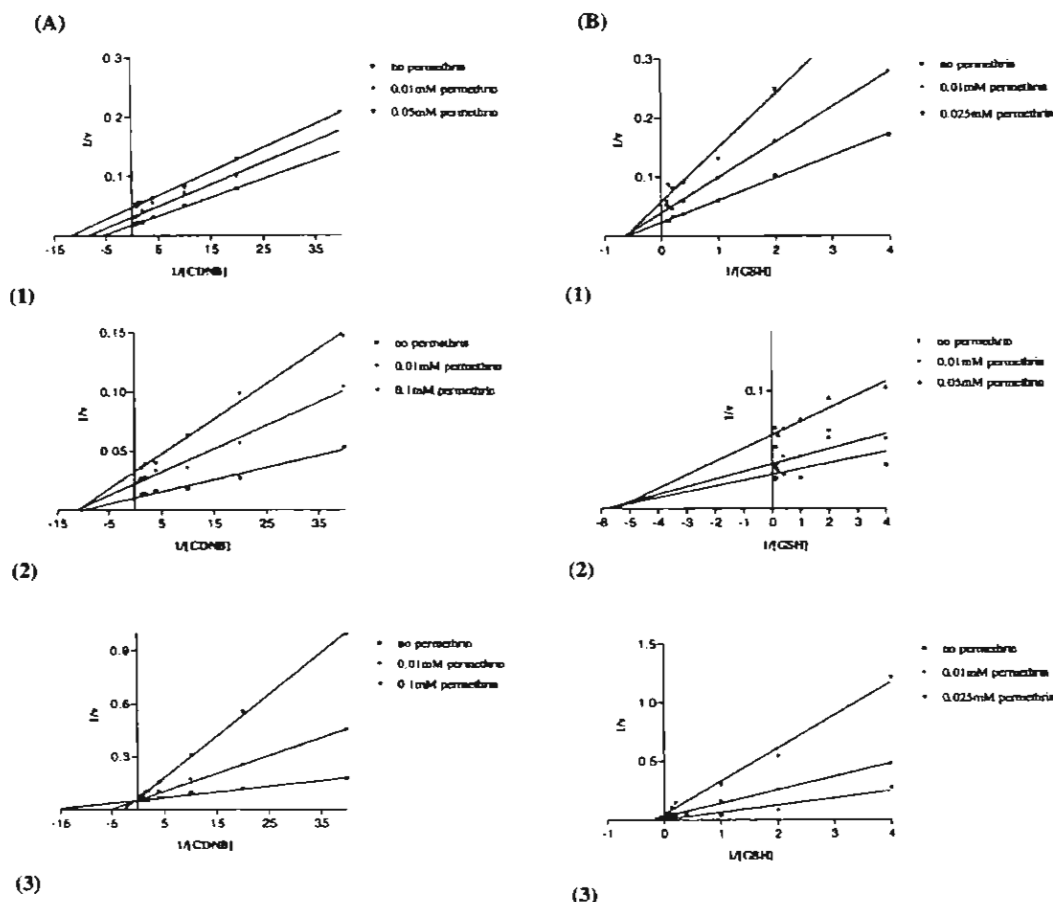 (A)
0.3
0.2
0.1
1/v
-15
-5
5
15
25
35
1/[CDNB]
no permethrin
0.01mM permethrin
0.05mM permethrin
(1)
(B)
0.3
0.2
0.1
1/v
-1
0
1
2
3
4
1/[GSH]
no permethrin
0.01mM permethrin
0.025mM permethrin
(1)
0.15
0.10
0.05
1/v
-15
-5
5
15
25
35
1/[CDNB]
no permethrin
0.01mM permethrin
0.1mM permethrin
(2)
0.1
1/v
-8
-6
-5
-4
-2
-1
0
0
1
2
3
4
1/[GSH]
no permethrin
0.01mM permethrin
0.05mM permethrin
(2)
0.9
0.6
0.3
1/v
-15
-5
5
15
25
35
1/[CDNB]
no permethrin
0.01mM permethrin
0.1mM permethrin
(3)
1.5
1.0
0.5
1/v
-1
0
1
2
3
4
1/[GSH]
no permethrin
0.01mM permethrin
0.025mM permethrin
(3)